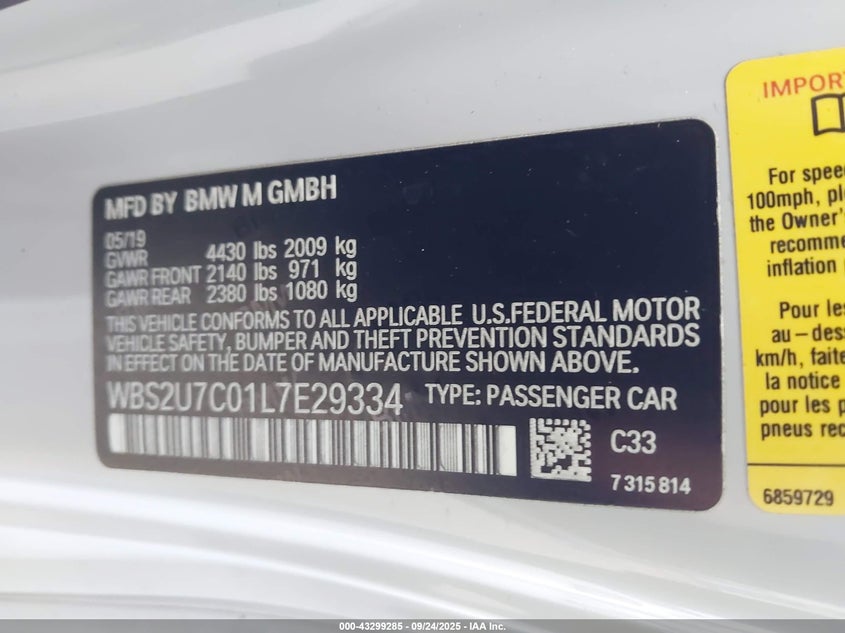 MFD BY BMW M GMBH
05/19
GVWR 4430 lbs 2009 kg
GAWR FRONT 2140 lbs 971 kg
GAWR REAR 2380 lbs 1080 kg
THIS VEHICLE CONFORMS TO ALL APPLICABLE U.S.FEDERAL MOTOR
VEHICLE SAFETY, BUMPER AND THEFT PREVENTION STANDARDS
IN EFFECT ON THE DATE OF MANUFACTURE SHOWN ABOVE.
WBS2U7C01L7E29334 TYPE: PASSENGER CAR
C33
7 315 814
IMPOR
For spee
100mph, pl
the Owner's
recomme
inflation
Pour les
au-dess
km/h, faite
la notice
pour les p
pneus rec
6859729
000-43299285 - 09/24/2025 - IAA Inc.